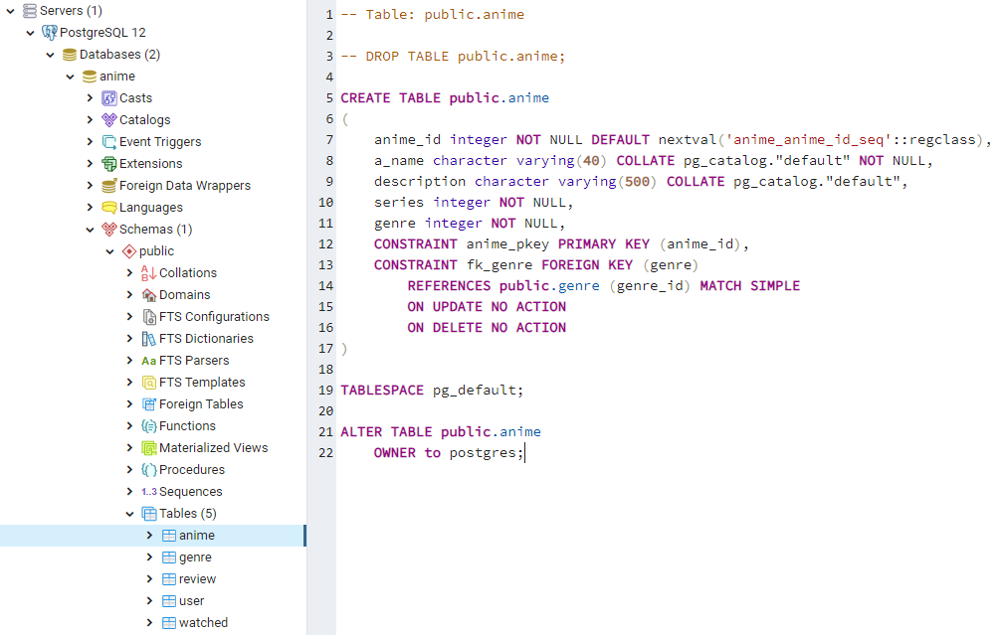 Servers (1)
PostgreSQL 12
Databases (2)
anime
Casts
Catalogs
Event Triggers
Extensions
Foreign Data Wrappers
Languages
Schemas (1)
public
Collations
Domains
FTS Configurations
FTS Dictionaries
Aa FTS Parsers
FTS Templates
Foreign Tables
Functions
Materialized Views
Procedures
1..3 Sequences
Tables (5)
anime
genre
review
user
watched
1 -- Table: public.anime
2
3 -- DROP TABLE public.anime;
4
5 CREATE TABLE public.anime
6 (
7     anime_id integer NOT NULL DEFAULT nextval('anime_anime_id_seq'::regclass),
8     a_name character varying(40) COLLATE pg_catalog."default" NOT NULL,
9     description character varying(500) COLLATE pg_catalog."default",
10     series integer NOT NULL,
11     genre integer NOT NULL,
12     CONSTRAINT anime_pkey PRIMARY KEY (anime_id),
13     CONSTRAINT fk_genre FOREIGN KEY (genre)
14         REFERENCES public.genre (genre_id) MATCH SIMPLE
15         ON UPDATE NO ACTION
16         ON DELETE NO ACTION
17 )
18
19 TABLESPACE pg_default;
20
21 ALTER TABLE public.anime
22     OWNER to postgres;